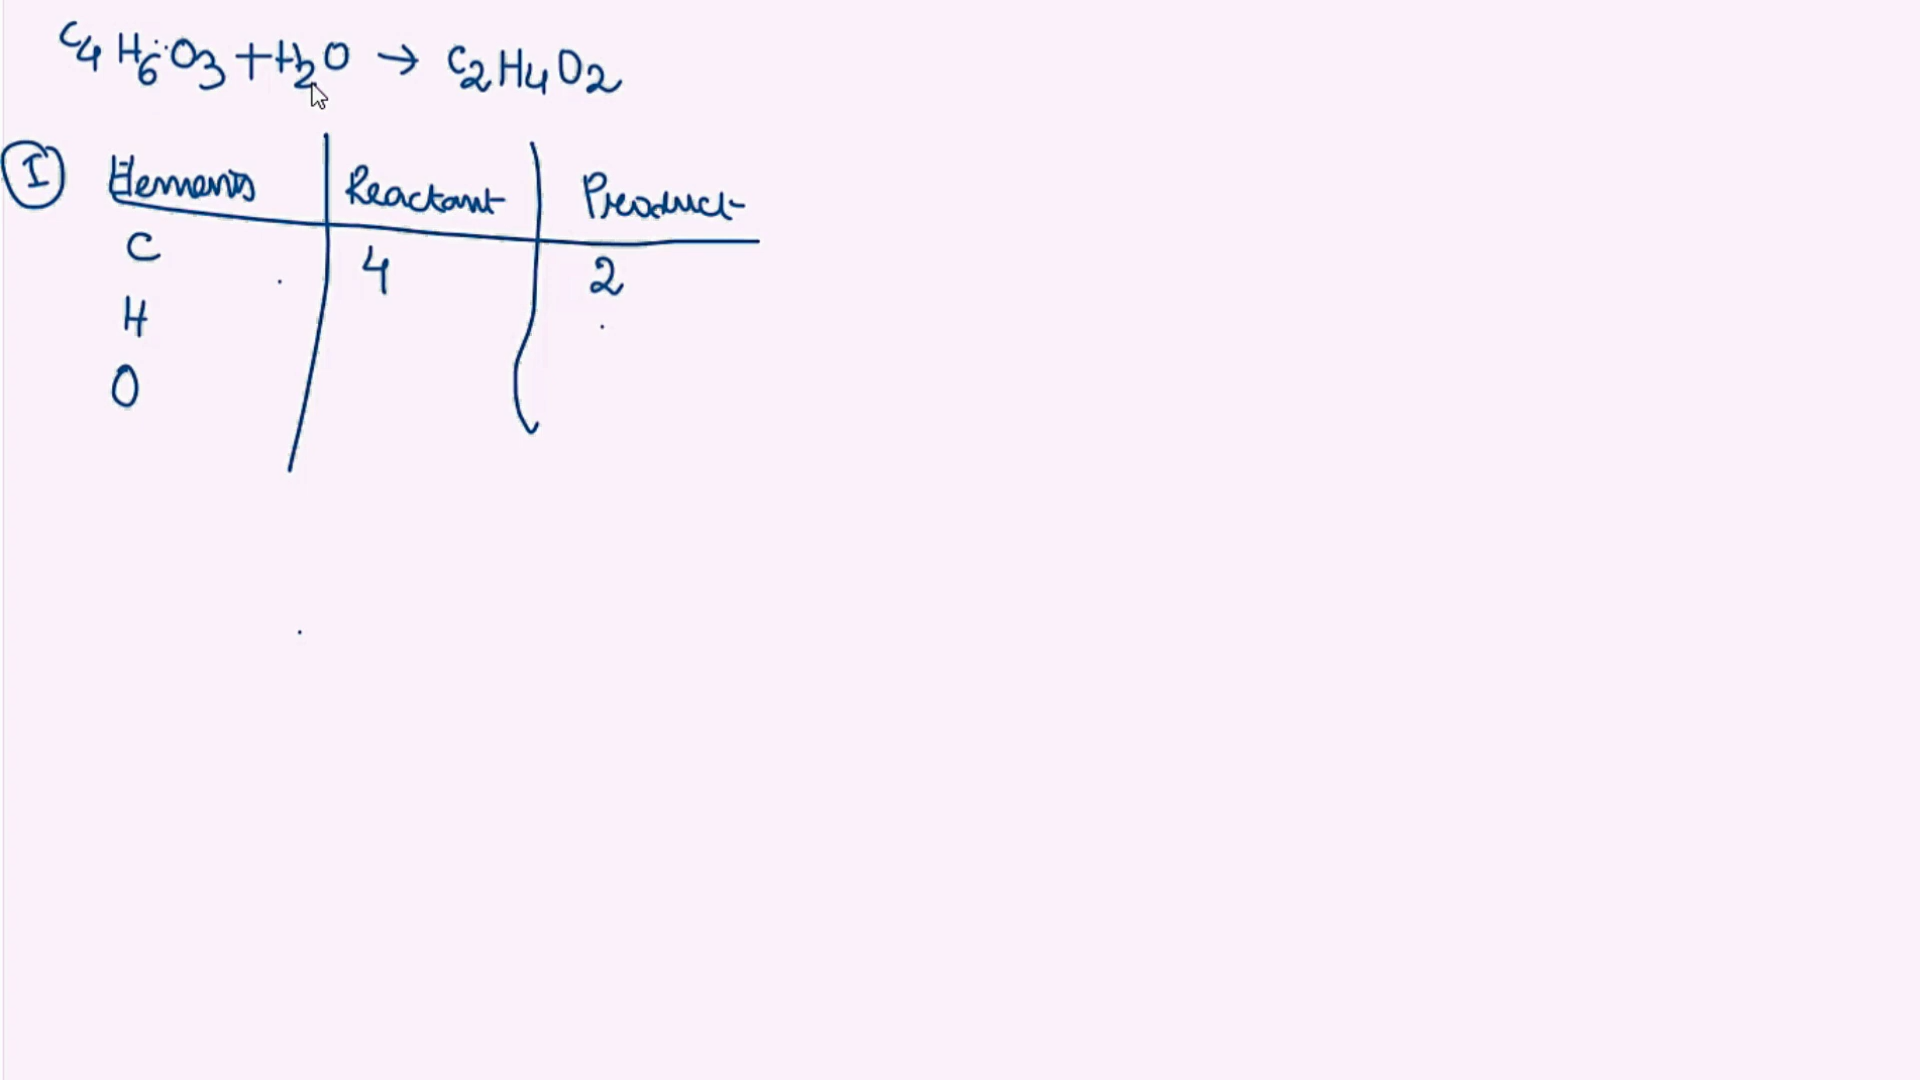 C4H6O3 + H2O → C2H4O2
I Elements Reactant Product
C 4 2
H
O